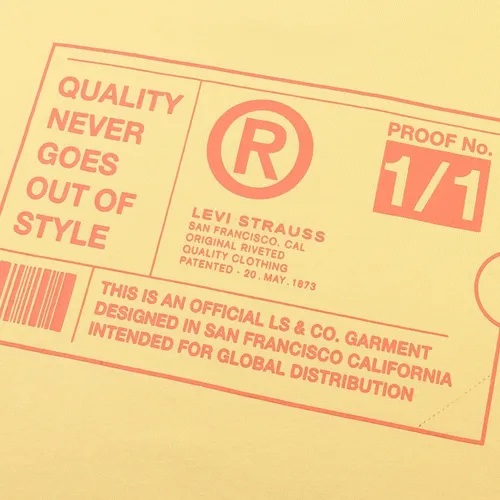 QUALITY
NEVER
GOES
OUT OF
STYLE
®
LEVI STRAUSS
SAN FRANCISCO, CAL
ORIGINAL RIVETED
QUALITY CLOTHING
PATENTED - 20 . MAY . 1873
PROOF No.
1/1
THIS IS AN OFFICIAL LS & CO. GARMENT
DESIGNED IN SAN FRANCISCO CALIFORNIA
INTENDED FOR GLOBAL DISTRIBUTION